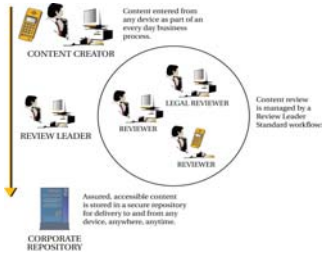 Content entered from
any device as part of an
every day business
process.
CONTENT CREATOR
LEGAL REVIEWER
REVIEWER
REVIEW LEADER
REVIEWER
Content review
is managed by a
Review Leader
Standard workflow.
Assured, accessible content
is stored in a secure repository
for delivery to and from any
device, anywhere, anytime.
CORPORATE
REPOSITORY